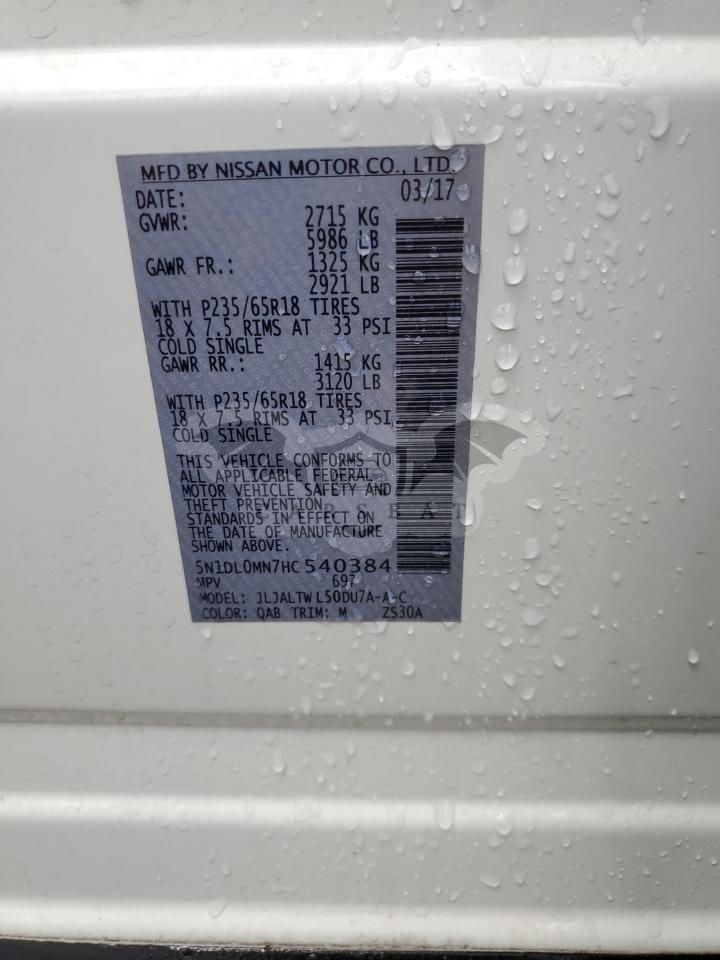 MFD BY NISSAN MOTOR CO., LTD.
DATE: 03/17
GVWR: 2715 KG
5986 LB
GAWR FR.: 1325 KG
2921 LB
WITH P235/65R18 TIRES
18 X 7.5 RIMS AT 33 PSI
COLD SINGLE
GAWR RR.: 1415 KG
3120 LB
WITH P235/65R18 TIRES
18 X 7.5 RIMS AT 33 PSI
COLD SINGLE
THIS VEHICLE CONFORMS TO
ALL APPLICABLE FEDERAL
MOTOR VEHICLE SAFETY AND
THEFT PREVENTION
STANDARDS IN EFFECT ON
THE DATE OF MANUFACTURE
SHOWN ABOVE.
5N1DL0MN7HC 540384
MPV 697
MODEL: JLJALTW L50DU7A-A-C
COLOR: QAB TRIM: M ZS30A